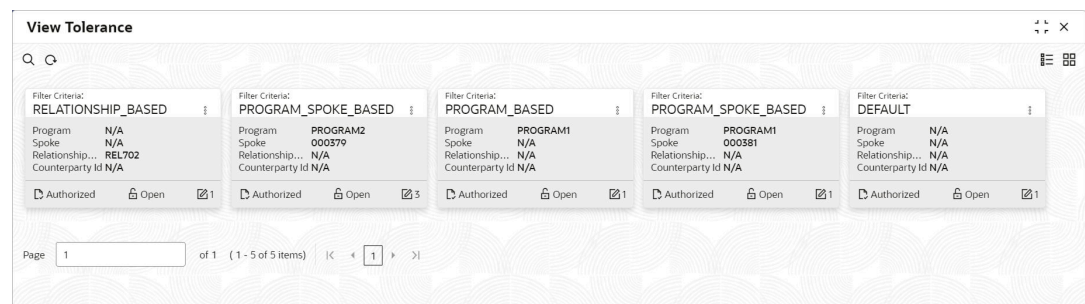 View Tolerance
Filter Criteria:
RELATIONSHIP_BASED
Program N/A
Spoke N/A
Relationship... REL702
Counterparty Id N/A
Authorized Open 1
Filter Criteria:
PROGRAM_SPOKE_BASED
Program PROGRAM2
Spoke 000379
Relationship... N/A
Counterparty Id N/A
Authorized Open 3
Filter Criteria:
PROGRAM_BASED
Program PROGRAM1
Spoke N/A
Relationship... N/A
Counterparty Id N/A
Authorized Open 1
Filter Criteria:
PROGRAM_SPOKE_BASED
Program PROGRAM1
Spoke 000381
Relationship... N/A
Counterparty Id N/A
Authorized Open 1
Filter Criteria:
DEFAULT
Program N/A
Spoke N/A
Relationship... N/A
Counterparty Id N/A
Authorized Open 1
Page 1 of 1 ( 1 - 5 of 5 items) 1